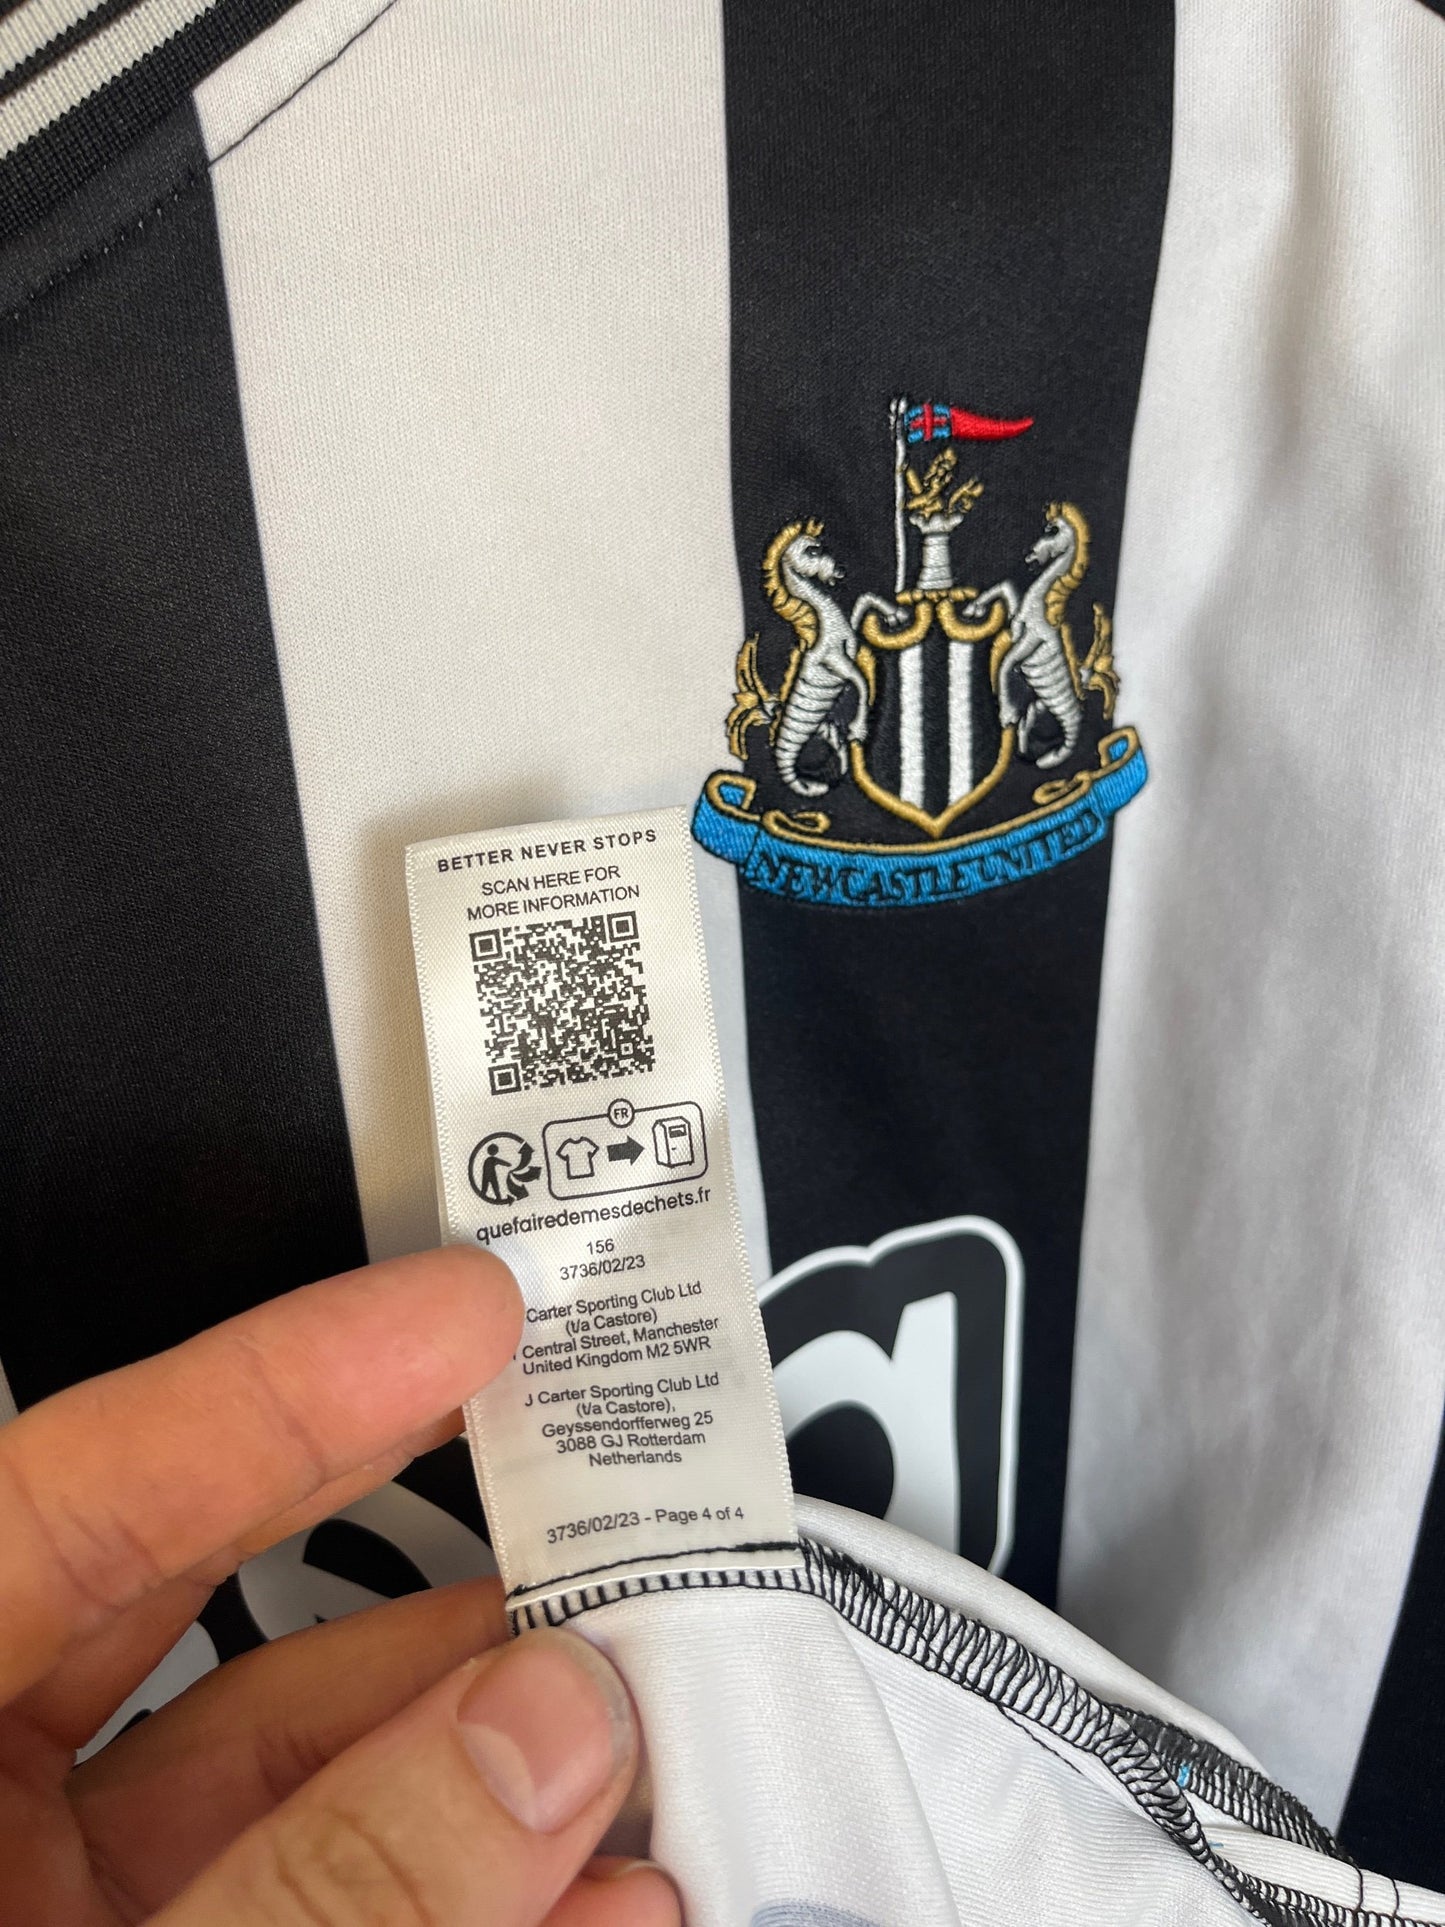 NEWCASTLE UNITED
BETTER NEVER STOPS
SCAN HERE FOR
MORE INFORMATION
FR
quefairedemesdechets.fr
156
3736/02/23
Carter Sporting Club Ltd
(t/a Castore)
Central Street, Manchester
United Kingdom M2 5WR
J Carter Sporting Club Ltd
(t/a Castore),
Geyssendorfferweg 25
3088 GJ Rotterdam
Netherlands
3736/02/23 - Page 4 of 4